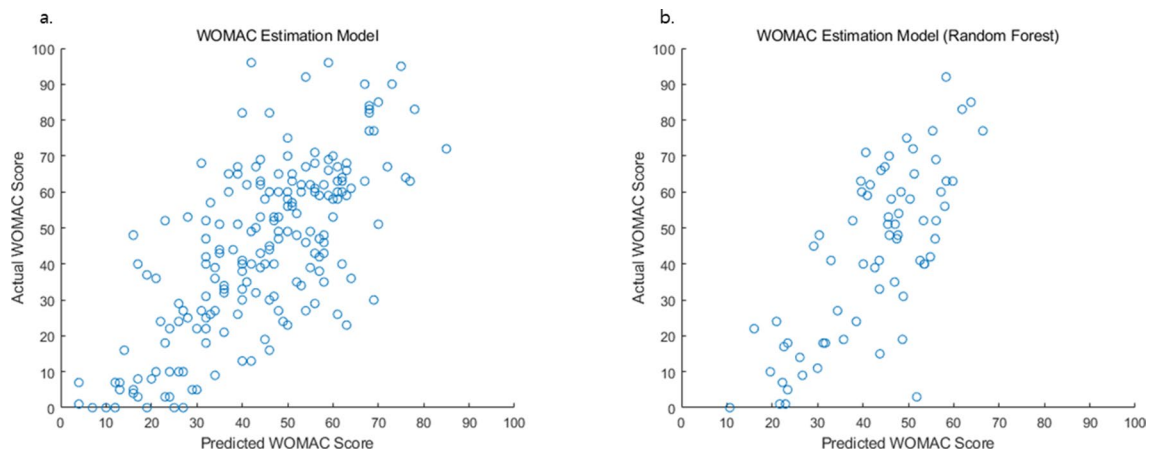 a.
WOMAC Estimation Model
100
90
80
70
60
50
40
30
20
10
0
Actual WOMAC Score
0 10 20 30 40 50 60 70 80 90 100
Predicted WOMAC Score
b.
WOMAC Estimation Model (Random Forest)
100
90
80
70
60
50
40
30
20
10
0
Actual WOMAC Score
0 10 20 30 40 50 60 70 80 90 100
Predicted WOMAC Score